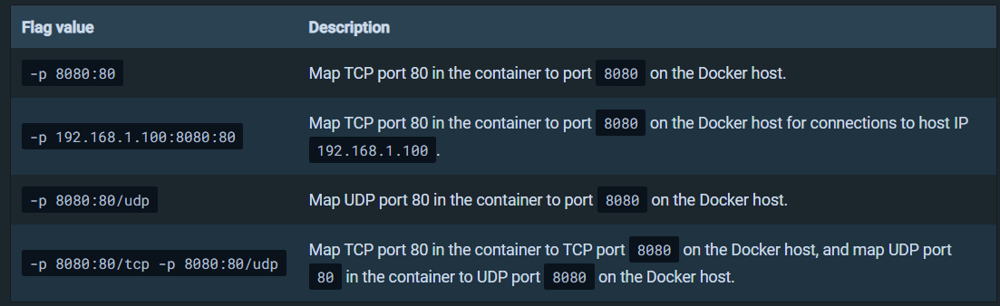 Flag value Description
-p 8080:80 Map TCP port 80 in the container to port 8080 on the Docker host.
-p 192.168.1.100:8080:80 Map TCP port 80 in the container to port 8080 on the Docker host for connections to host IP
192.168.1.100 .
-p 8080:80/udp Map UDP port 80 in the container to port 8080 on the Docker host.
-p 8080:80/tcp -p 8080:80/udp Map TCP port 80 in the container to TCP port 8080 on the Docker host, and map UDP port
80 in the container to UDP port 8080 on the Docker host.